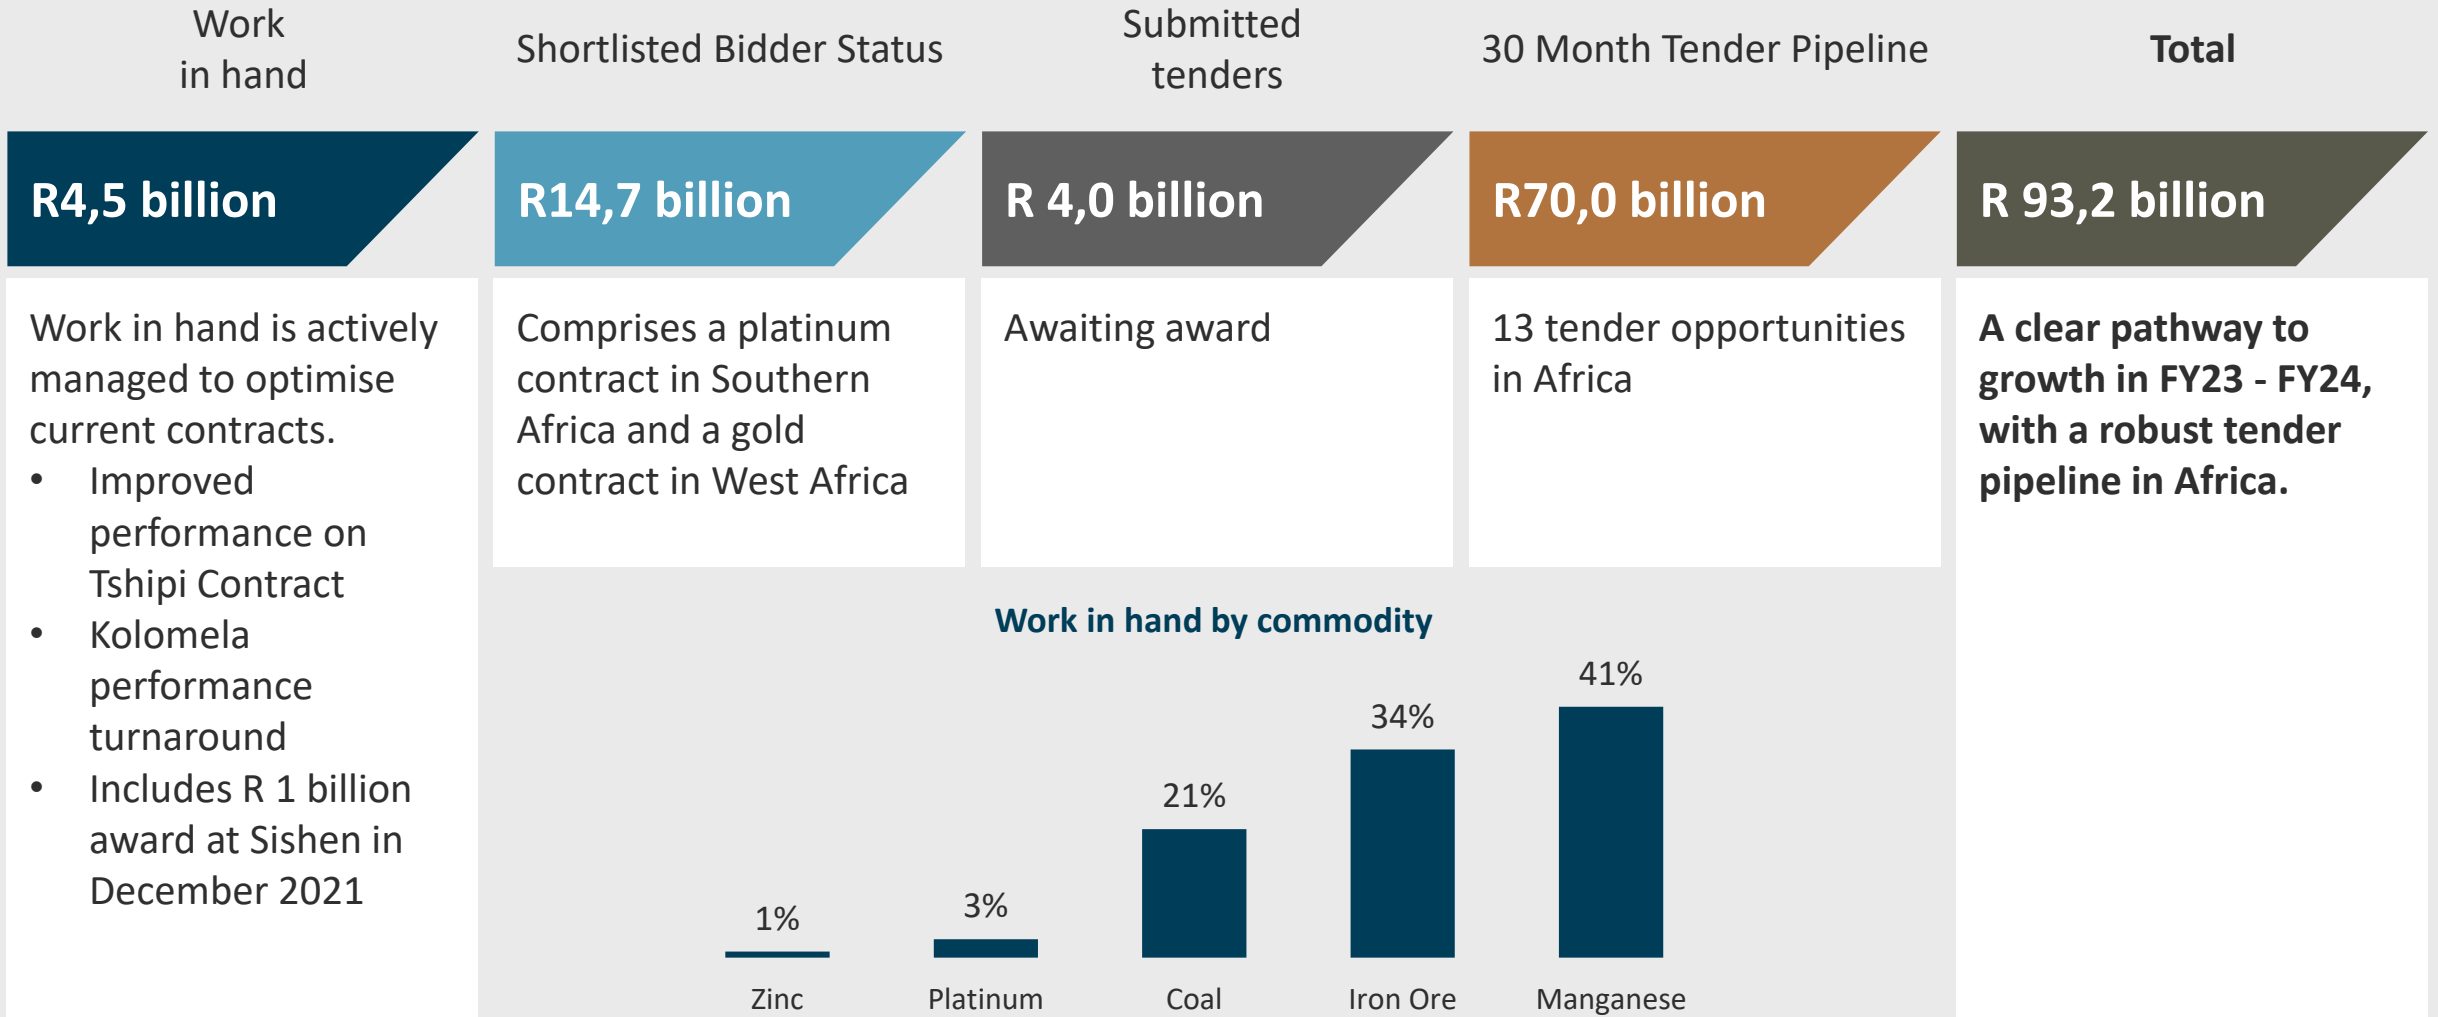 Work
in hand
Shortlisted Bidder Status
Submitted
tenders
30 Month Tender Pipeline
Total
R4,5 billion
R14,7 billion
R 4,0 billion
R70,0 billion
R 93,2 billion
Work in hand is actively
managed to optimise
current contracts.
• Improved
performance on
Tshipi Contract
• Kolomela
performance
turnaround
• Includes R 1 billion
award at Sishen in
December 2021
Comprises a platinum
contract in Southern
Africa and a gold
contract in West Africa
Awaiting award
13 tender opportunities
in Africa
A clear pathway to
growth in FY23 - FY24,
with a robust tender
pipeline in Africa.
Work in hand by commodity
1%
3%
21%
34%
41%
Zinc
Platinum
Coal
Iron Ore
Manganese